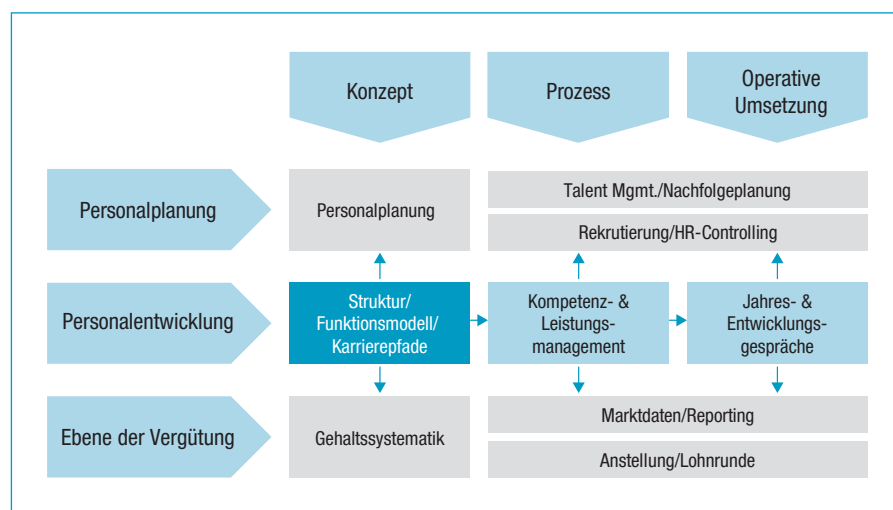 Konzept
Prozess
Operative
Umsetzung
Personalplanung
Personalplanung
Talent Mgmt./Nachfolgeplanung
Rekrutierung/HR-Controlling
Personalentwicklung
Struktur/
Funktionsmodell/
Karrierepfade
Kompetenz- &
Leistungs-
management
Jahres- &
Entwicklungs-
gespräche
Ebene der Vergütung
Gehaltssystematik
Marktdaten/Reporting
Anstellung/Lohnrunde